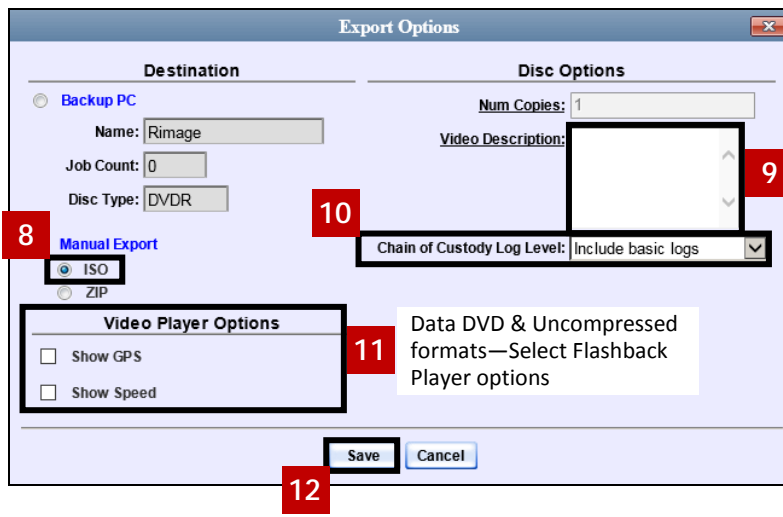 Export Options
Destination
Backup PC
Name: Rimage
Job Count: 0
Disc Type: DVDR
8
Manual Export
ISO
ZIP
Video Player Options
Show GPS
Show Speed
Disc Options
Num Copies: 1
Video Description:
9
10
Chain of Custody Log Level: Include basic logs
11
Data DVD & Uncompressed
formats—Select Flashback
Player options
Save
Cancel
12